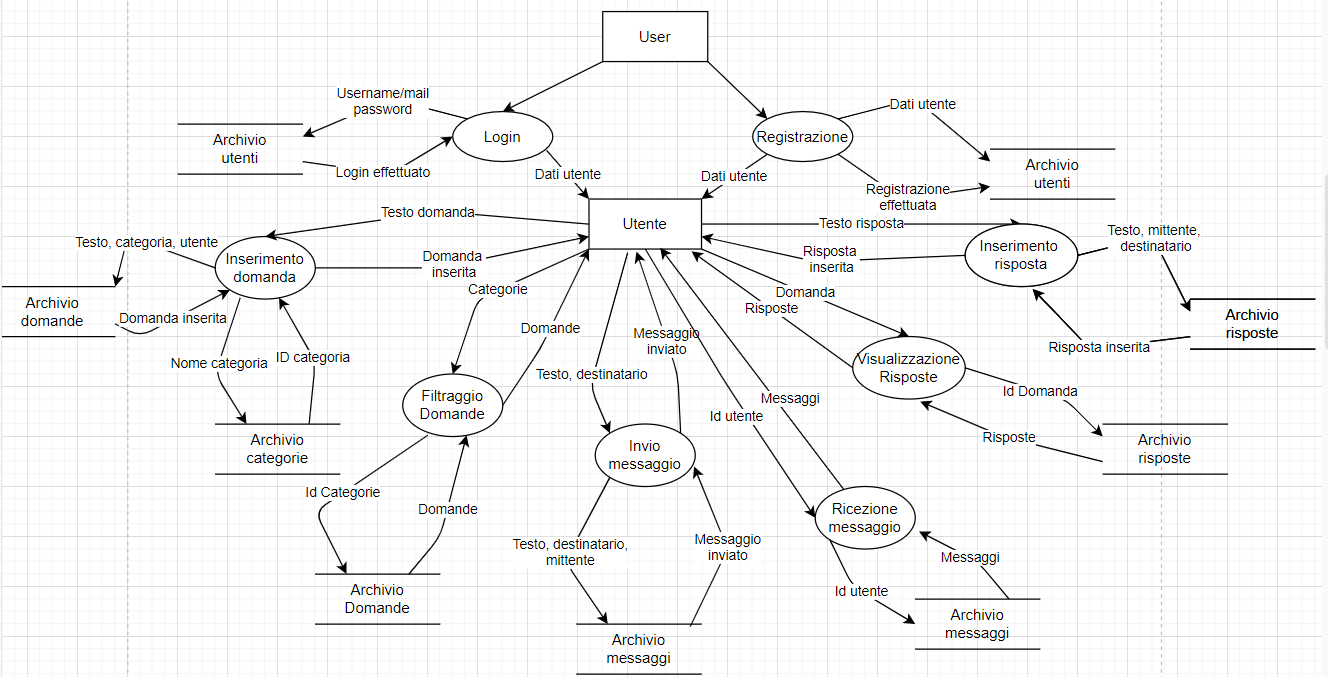 User
Username/mail
password
Dati utente
Login
Registrazione
Archivio
utenti
Archivio
utenti
Login effettuato
Dati utente
Dati utente
Registrazione
effettuata
Testo domanda
Utente
Testo risposta
Testo, categoria, utente
Inserimento
domanda
Domanda
inserita
Risposta
inserita
Inserimento
risposta
Testo, mittente,
destinatario
Categorie
Domanda
Risposte
Archivio
domande
Domanda inserita
Archivio
risposte
Domande
Messaggio
inviato
Risposta inserita
Nome categoria
ID categoria
Testo, destinatario
Visualizzazione
Risposte
Id Domanda
Filtraggio
Domande
Messaggi
Id utente
Archivio
categorie
Invio
messaggio
Risposte
Archivio
risposte
Id Categorie
Domande
Ricezione
messaggio
Testo, destinatario,
mittente
Messaggio
inviato
Messaggi
Archivio
Domande
Id utente
Archivio
messaggi
Archivio
messaggi